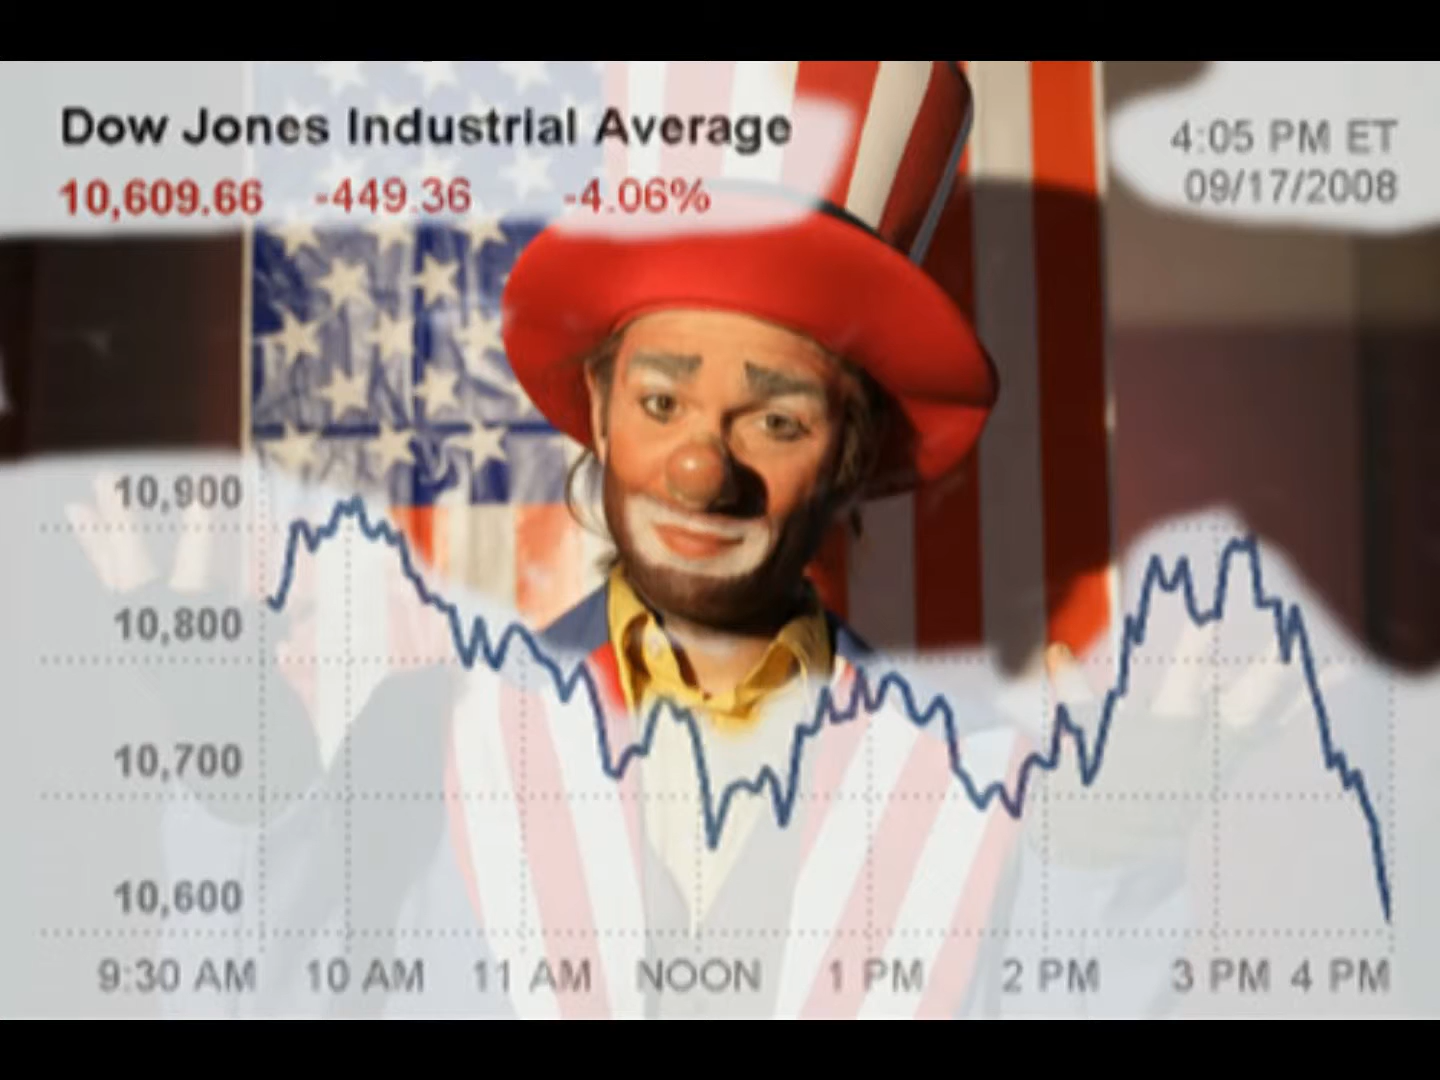 Dow Jones Industrial Average
10,609.66 -449.36 -4.06%
4:05 PM ET
09/17/2008
10,900
10,800
10,700
10,600
9:30 AM 10 AM 11 AM NOON 1 PM 2 PM 3 PM 4 PM